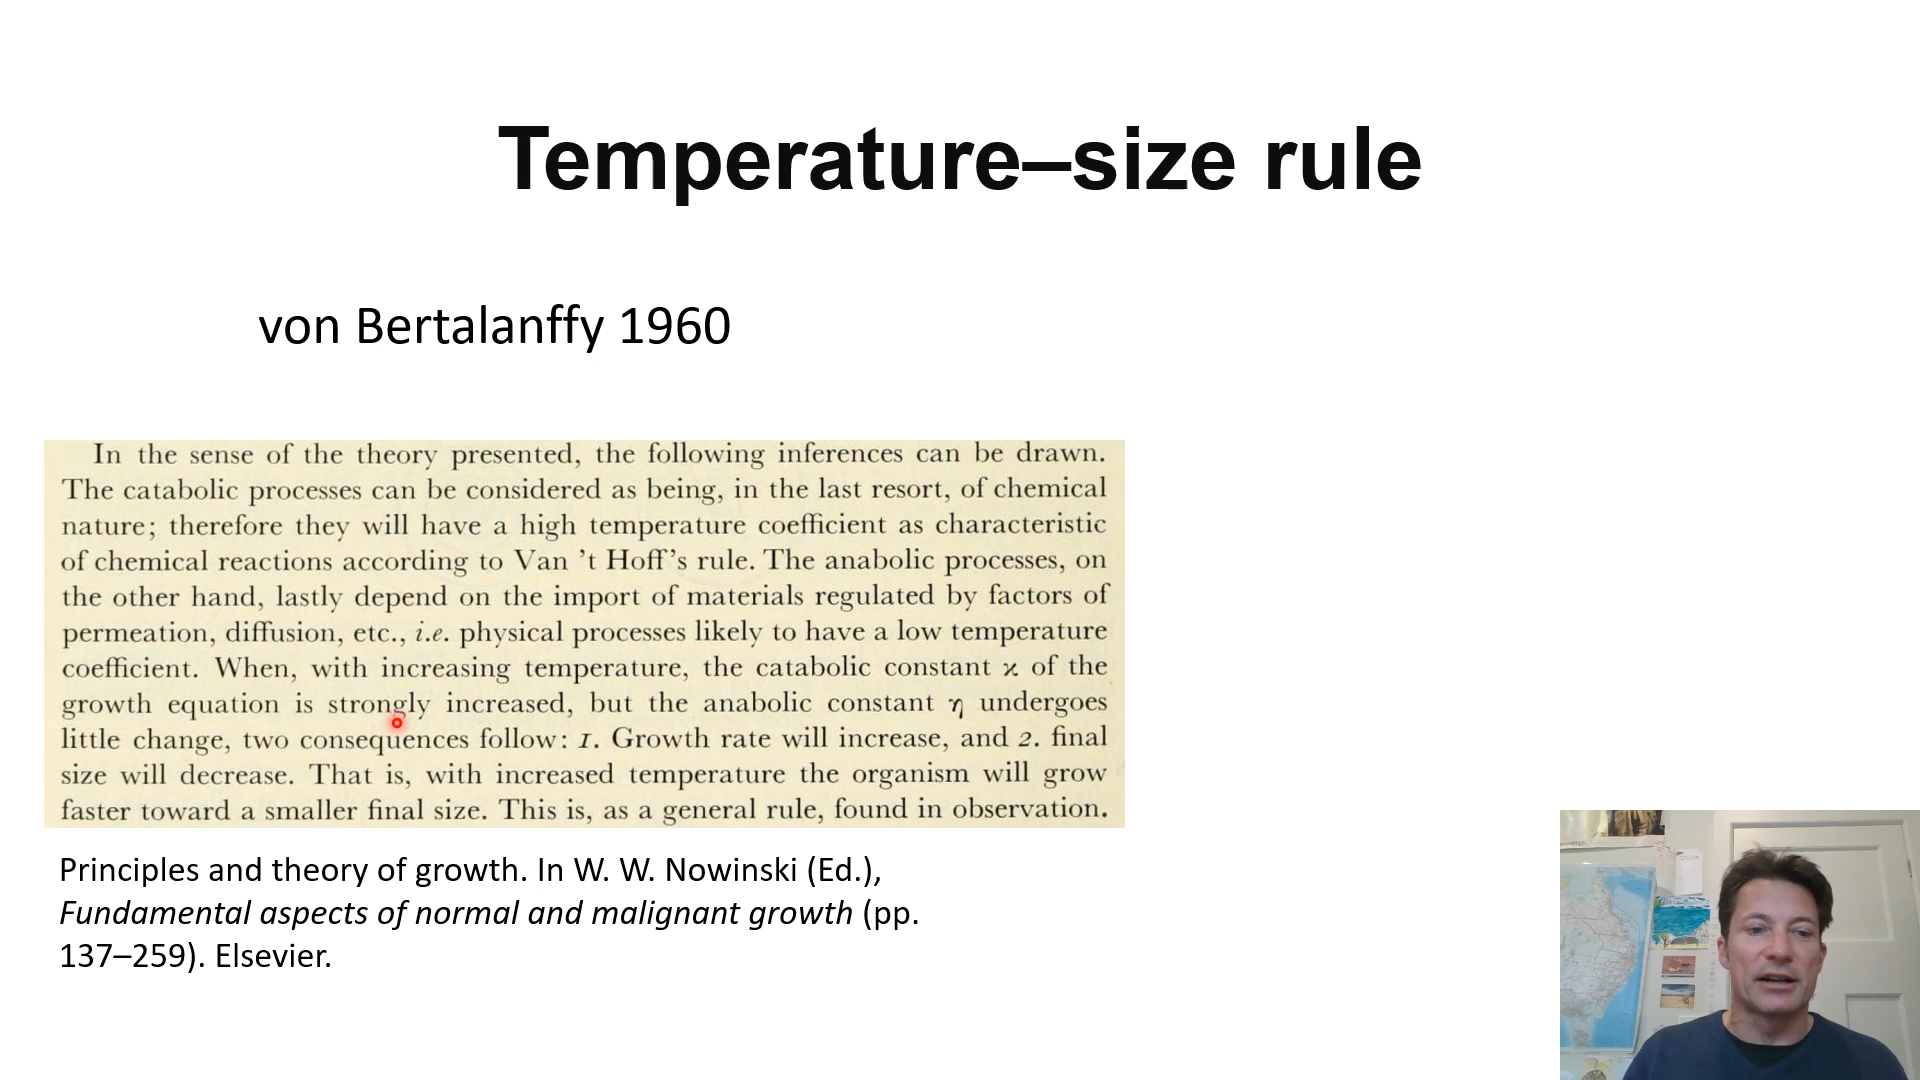 Temperature–size rule
von Bertalanffy 1960
In the sense of the theory presented, the following inferences can be drawn.
The catabolic processes can be considered as being, in the last resort, of chemical
nature; therefore they will have a high temperature coefficient as characteristic
of chemical reactions according to Van 't Hoff's rule. The anabolic processes, on
the other hand, lastly depend on the import of materials regulated by factors of
permeation, diffusion, etc., i.e. physical processes likely to have a low temperature
coefficient. When, with increasing temperature, the catabolic constant ϰ of the
growth equation is strongly increased, but the anabolic constant η undergoes
little change, two consequences follow: 1. Growth rate will increase, and 2. final
size will decrease. That is, with increased temperature the organism will grow
faster toward a smaller final size. This is, as a general rule, found in observation.
Principles and theory of growth. In W. W. Nowinski (Ed.),
Fundamental aspects of normal and malignant growth (pp.
137–259). Elsevier.